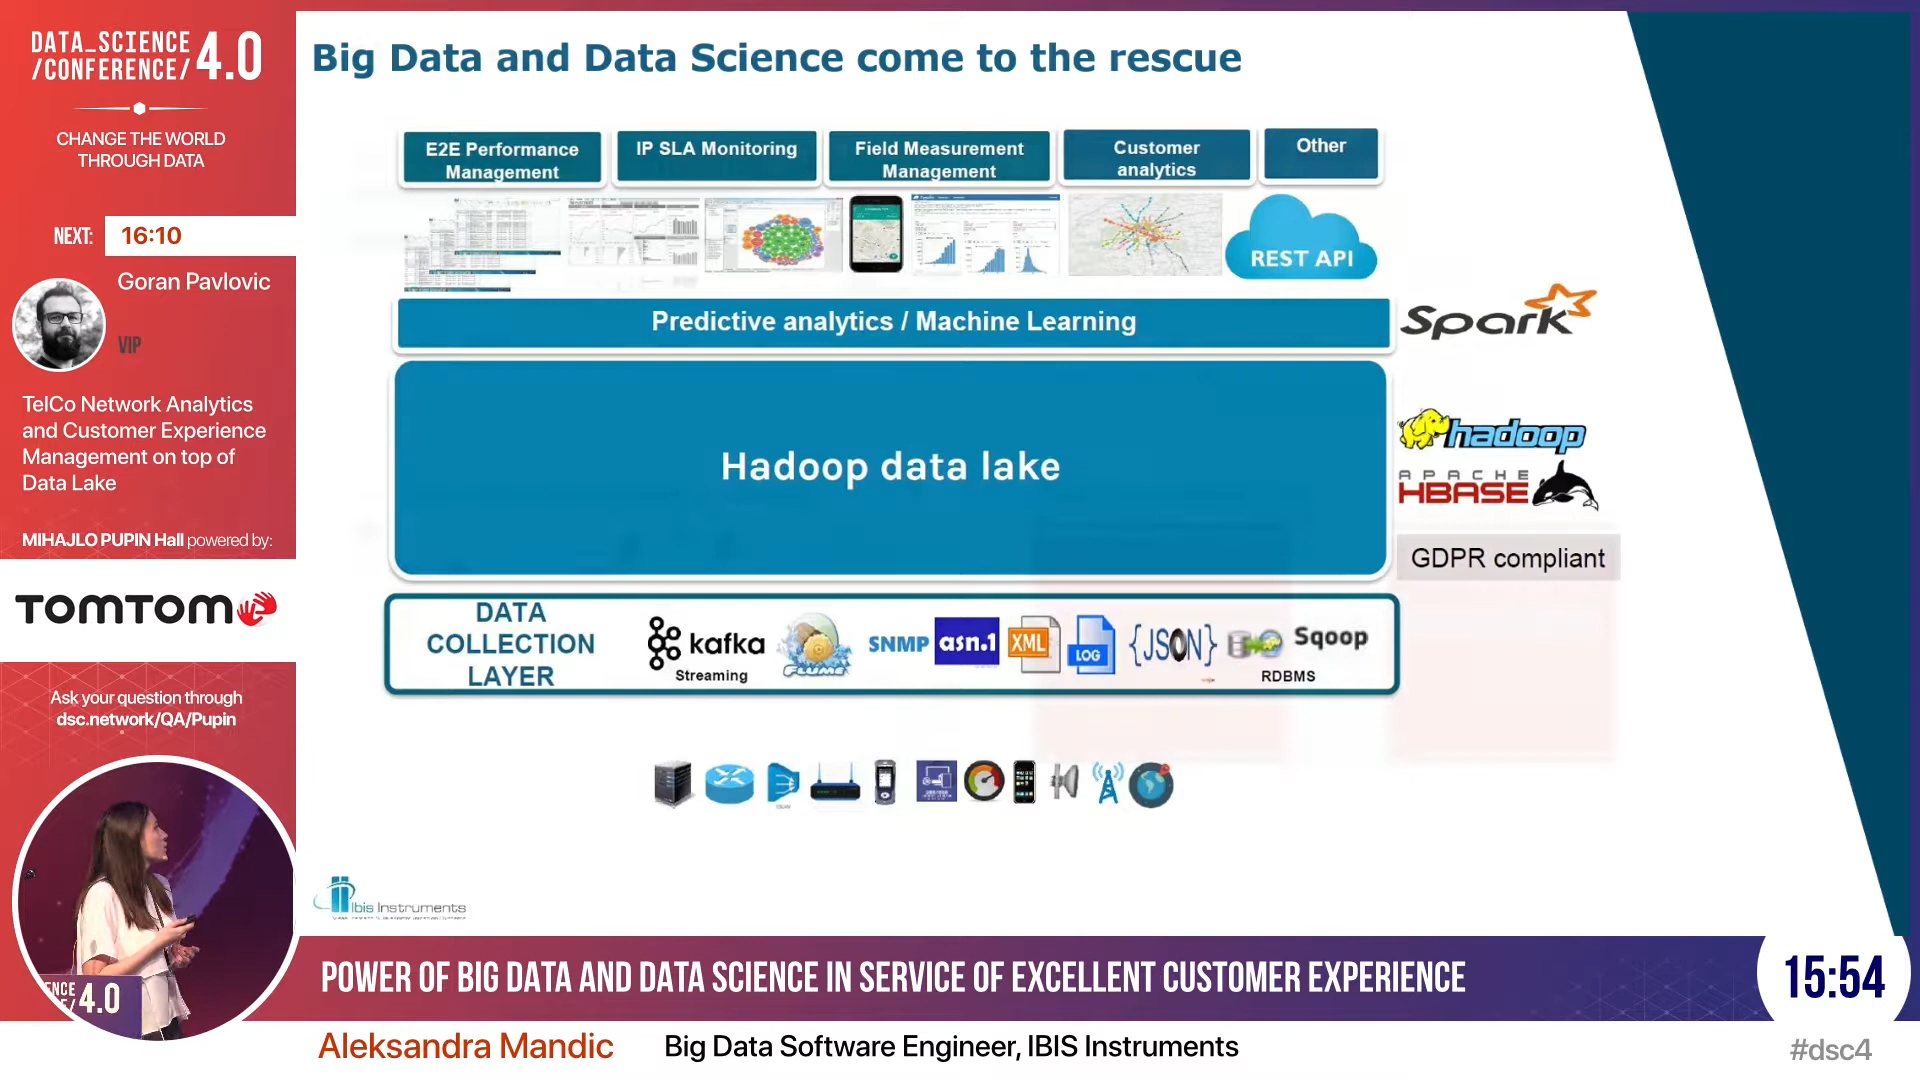 DATA_SCIENCE
/CONFERENCE/ 4.0
CHANGE THE WORLD
THROUGH DATA
NEXT: 16:10
Goran Pavlovic
VIP
TelCo Network Analytics
and Customer Experience
Management on top of
Data Lake
MIHAJLO PUPIN Hall powered by:
TOMTOM
Ask your question through
dsc.network/QA/Pupin
ENCE
4.0
Big Data and Data Science come to the rescue
E2E Performance
Management
IP SLA Monitoring
Field Measurement
Management
Customer
analytics
Other
REST API
Predictive analytics / Machine Learning
Spark
Hadoop data lake
hadoop
APACHE
HBASE
GDPR compliant
DATA
COLLECTION
LAYER
kafka
Streaming
FLUME
SNMP
asn.1
XML
LOG
{JSON}
Sqoop
RDBMS
Ibis Instruments
POWER OF BIG DATA AND DATA SCIENCE IN SERVICE OF EXCELLENT CUSTOMER EXPERIENCE
15:54
Aleksandra Mandic
Big Data Software Engineer, IBIS Instruments
#dsc4